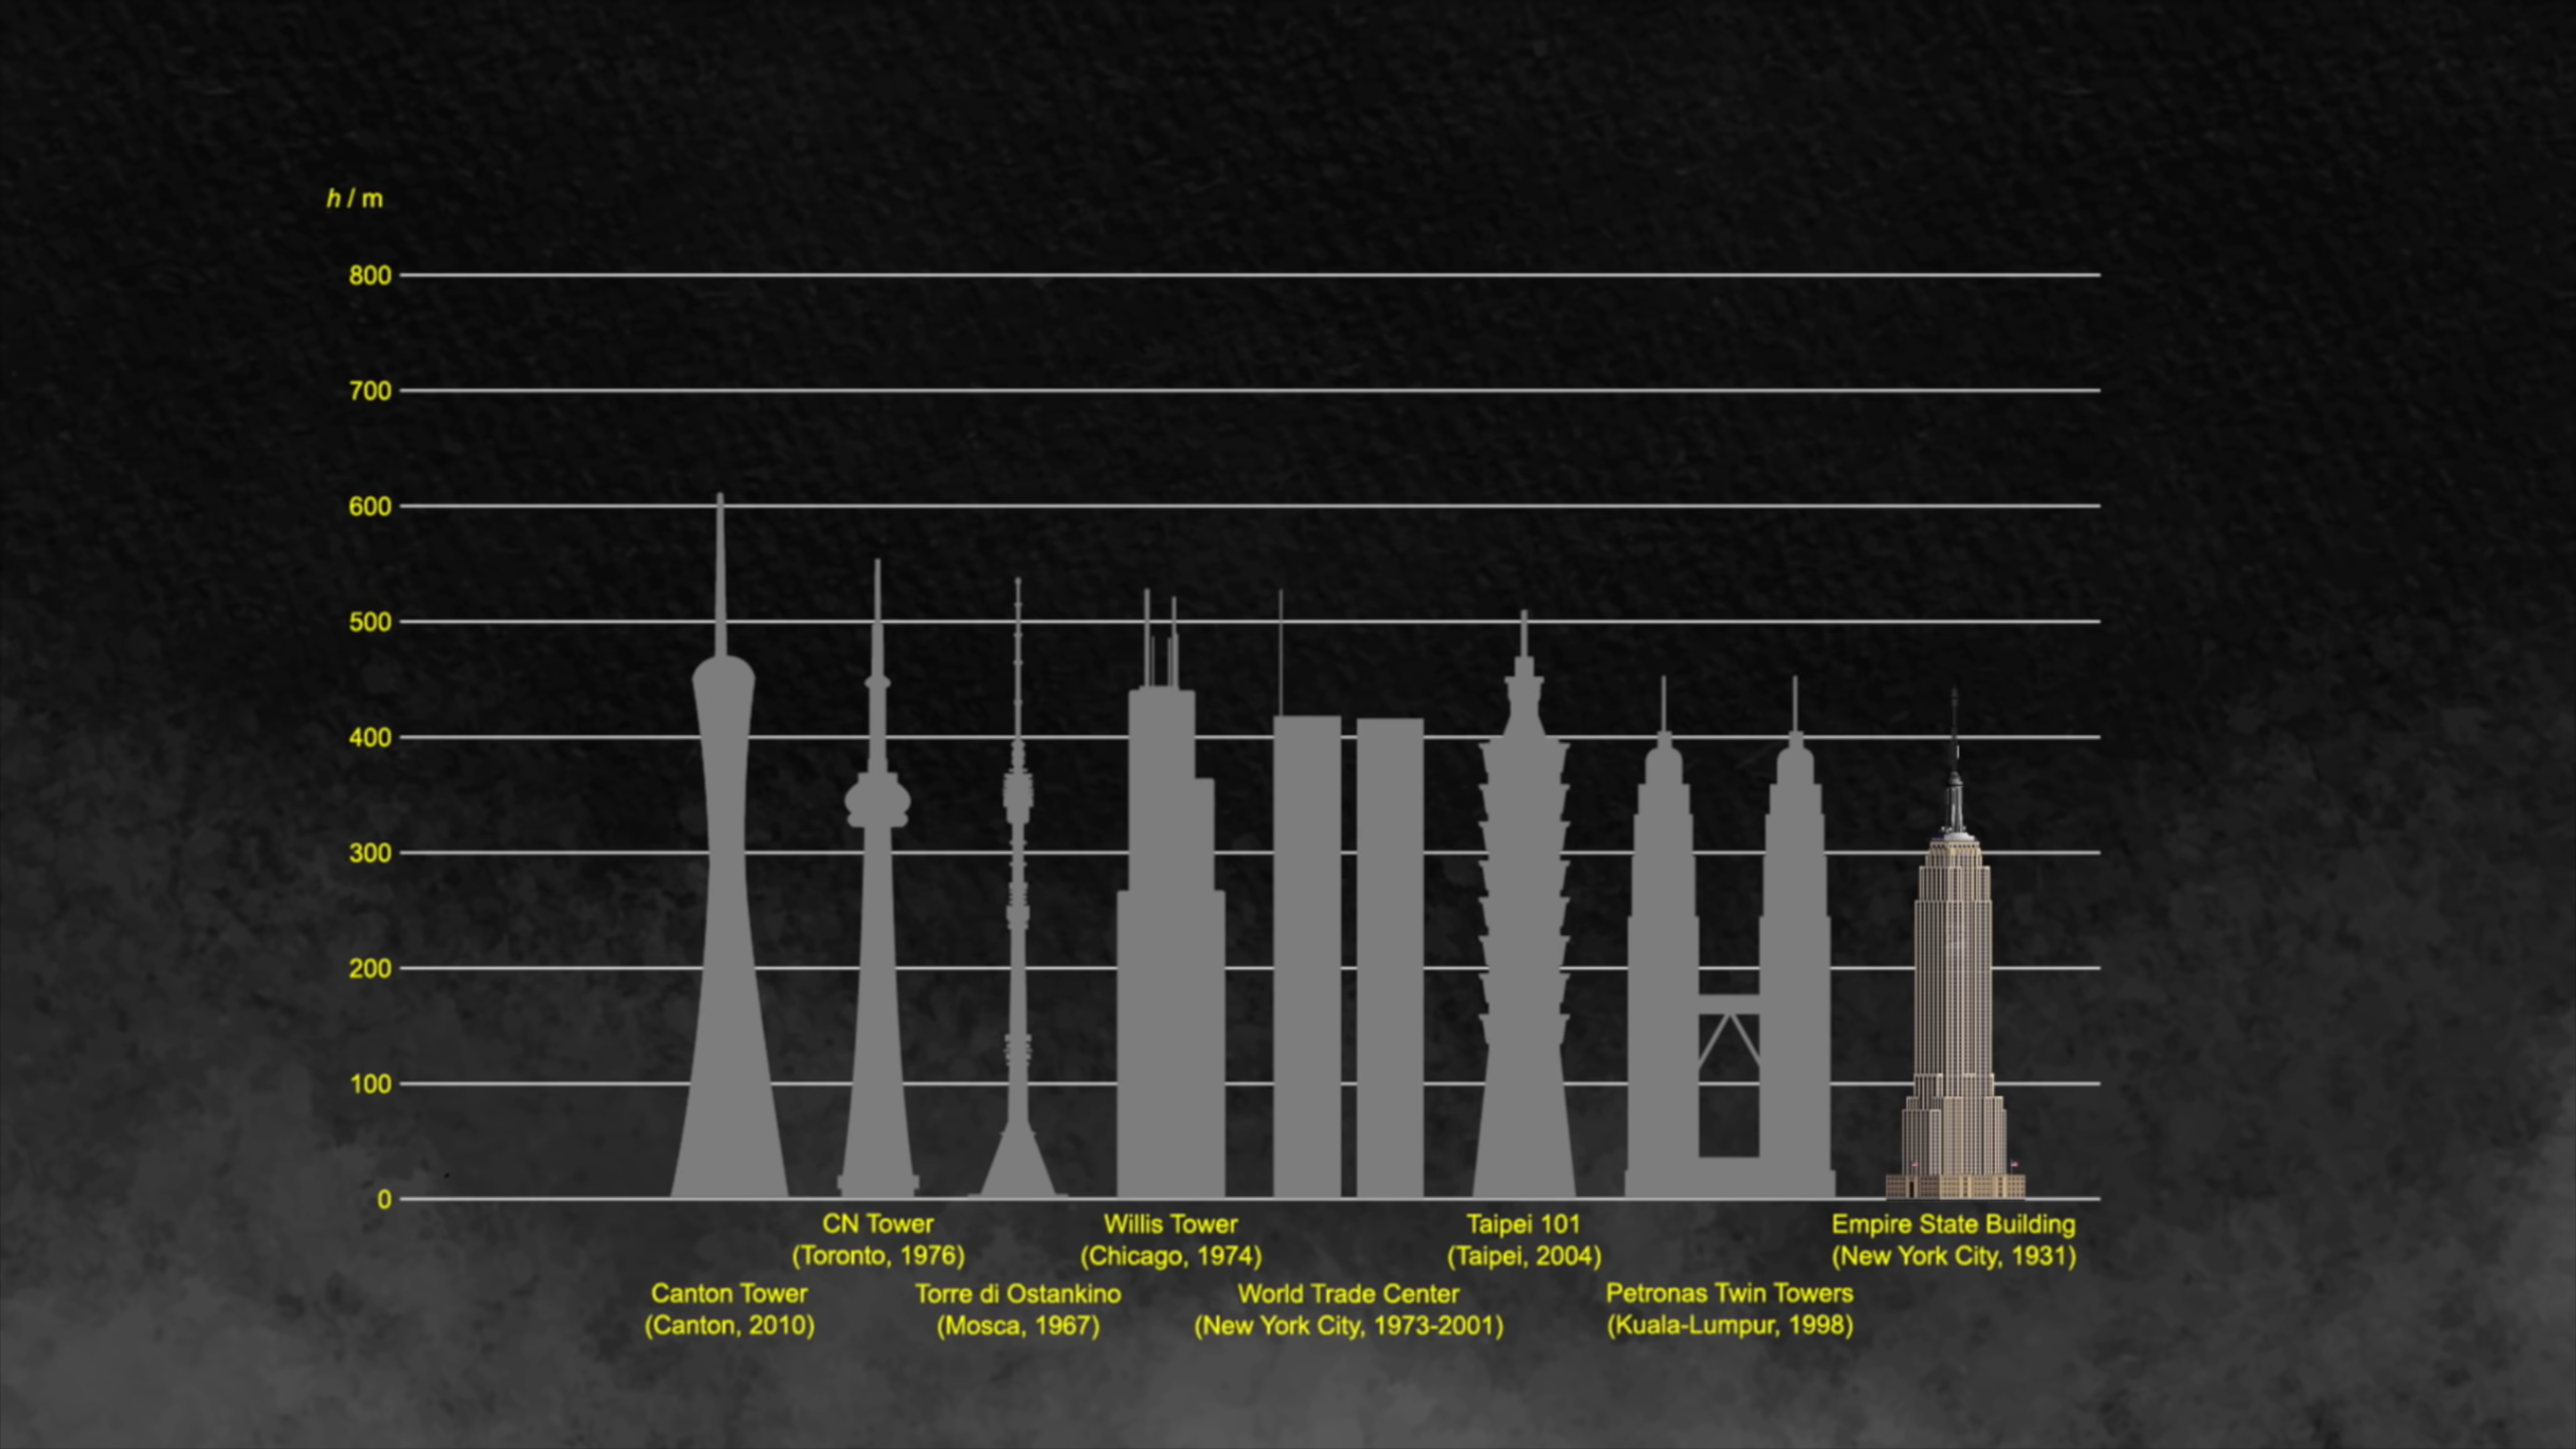 h / m
800
700
600
500
400
300
200
100
0
CN Tower
(Toronto, 1976)
Willis Tower
(Chicago, 1974)
Taipei 101
(Taipei, 2004)
Empire State Building
(New York City, 1931)
Canton Tower
(Canton, 2010)
Torre di Ostankino
(Mosca, 1967)
World Trade Center
(New York City, 1973-2001)
Petronas Twin Towers
(Kuala-Lumpur, 1998)